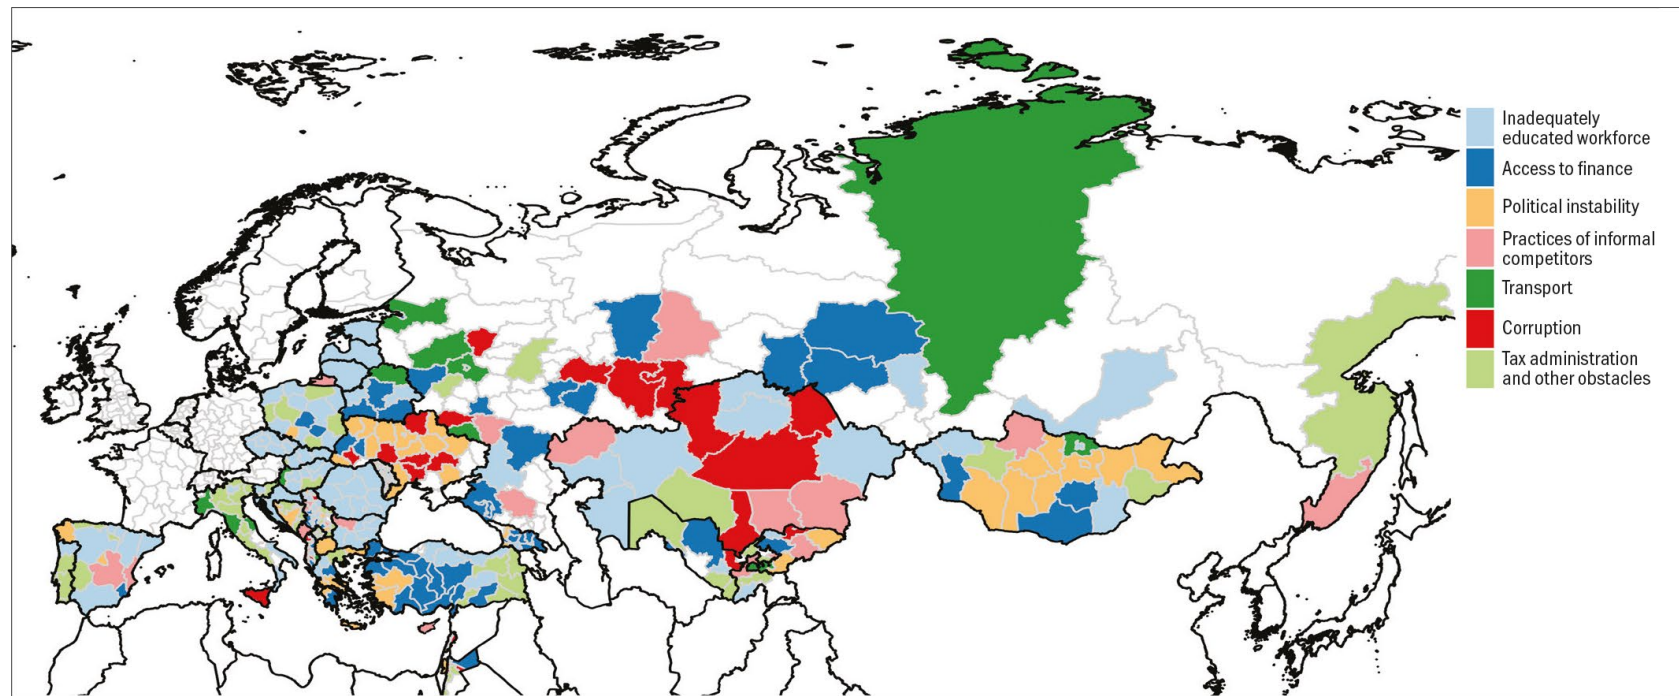 Inadequately
educated workforce
Access to finance
Political instability
Practices of informal
competitors
Transport
Corruption
Tax administration
and other obstacles